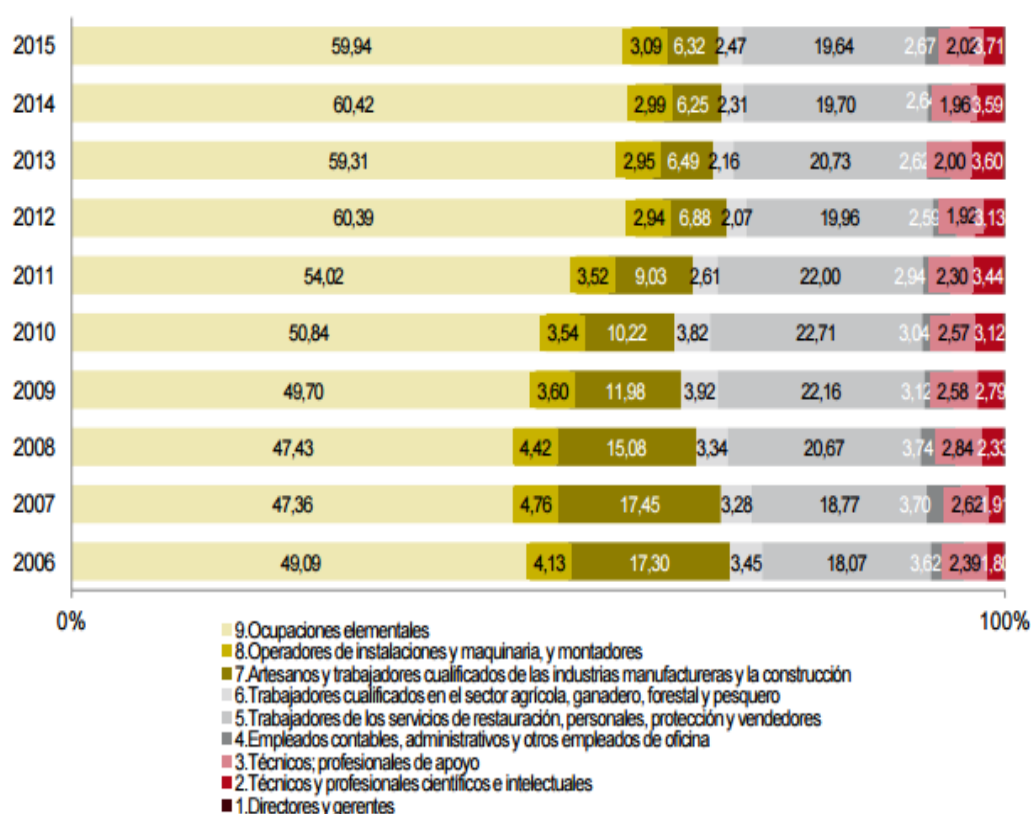 2015 59,94 3,09 6,32 2,47 19,64 2,67 2,02 3,71
2014 60,42 2,99 6,25 2,31 19,70 2,64 1,96 3,59
2013 59,31 2,95 6,49 2,16 20,73 2,62 2,00 3,60
2012 60,39 2,94 6,88 2,07 19,96 2,59 1,92 3,13
2011 54,02 3,52 9,03 2,61 22,00 2,94 2,30 3,44
2010 50,84 3,54 10,22 3,82 22,71 3,04 2,57 3,12
2009 49,70 3,60 11,98 3,92 22,16 3,12 2,58 2,79
2008 47,43 4,42 15,08 3,34 20,67 3,74 2,84 2,33
2007 47,36 4,76 17,45 3,28 18,77 3,70 2,62
2006 49,09 4,13 17,30 3,45 18,07 3,62 2,39 1,80
0% 100%
9.Ocupaciones elementales
8.Operadores de instalaciones y maquinaria, y montadores
7.Artesanos y trabajadores cualificados de las industrias manufactureras y la construcción
6.Trabajadores cualificados en el sector agrícola, ganadero, forestal y pesquero
5.Trabajadores de los servicios de restauración, personales, protección y vendedores
4.Empleados contables, administrativos y otros empleados de oficina
3.Técnicos; profesionales de apoyo
2.Técnicos y profesionales científicos e intelectuales
1.Directores y gerentes